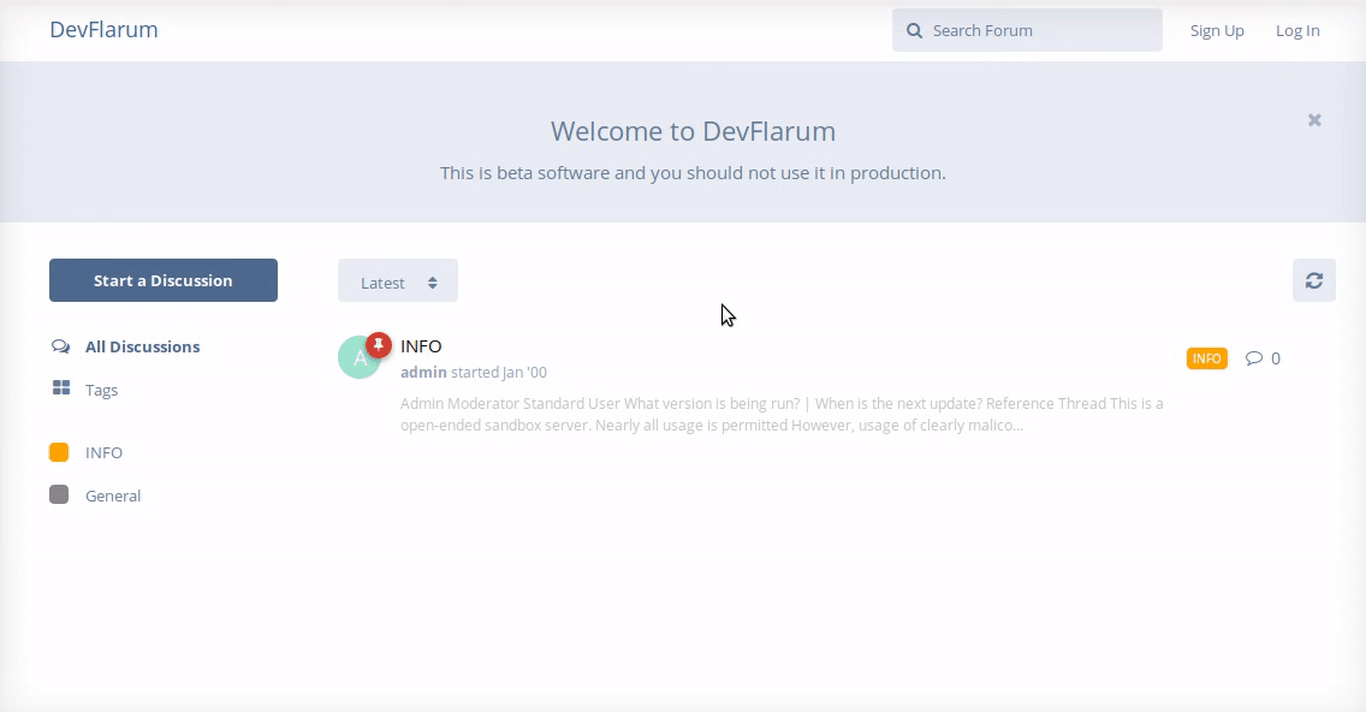 DevFlarum
Search Forum
Sign Up
Log In
Welcome to DevFlarum
This is beta software and you should not use it in production.
Start a Discussion
Latest
All Discussions
Tags
INFO
General
A
INFO
admin started Jan '00
Admin Moderator Standard User What version is being run? | When is the next update? Reference Thread This is a
open-ended sandbox server. Nearly all usage is permitted However, usage of clearly malico...
INFO
0